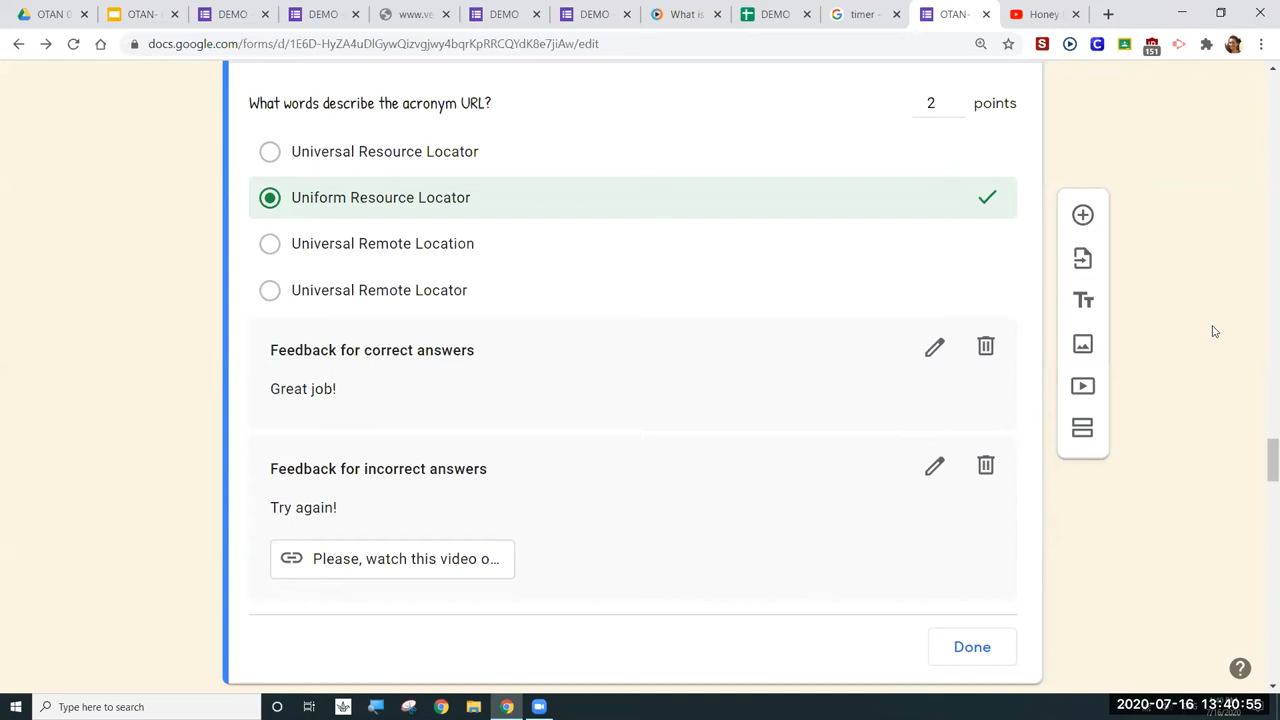 OTAN 0
OTAN-
DEMO
DEMO -
www.ve
DEMO
DEMO
What is
DEMO
timer -
OTAN-
Honey
docs.google.com/forms/d/1E6D-HyZA4uDlGywQizvgjwy4bqrKpRRCQYdK8e7jiAw/edit
151
What words describe the acronym URL?
2 points
Universal Resource Locator
Uniform Resource Locator
Universal Remote Location
Universal Remote Locator
Feedback for correct answers
Great job!
Feedback for incorrect answers
Try again!
Please, watch this video o...
Done
Type here to search
2020-07-16 13:40:55